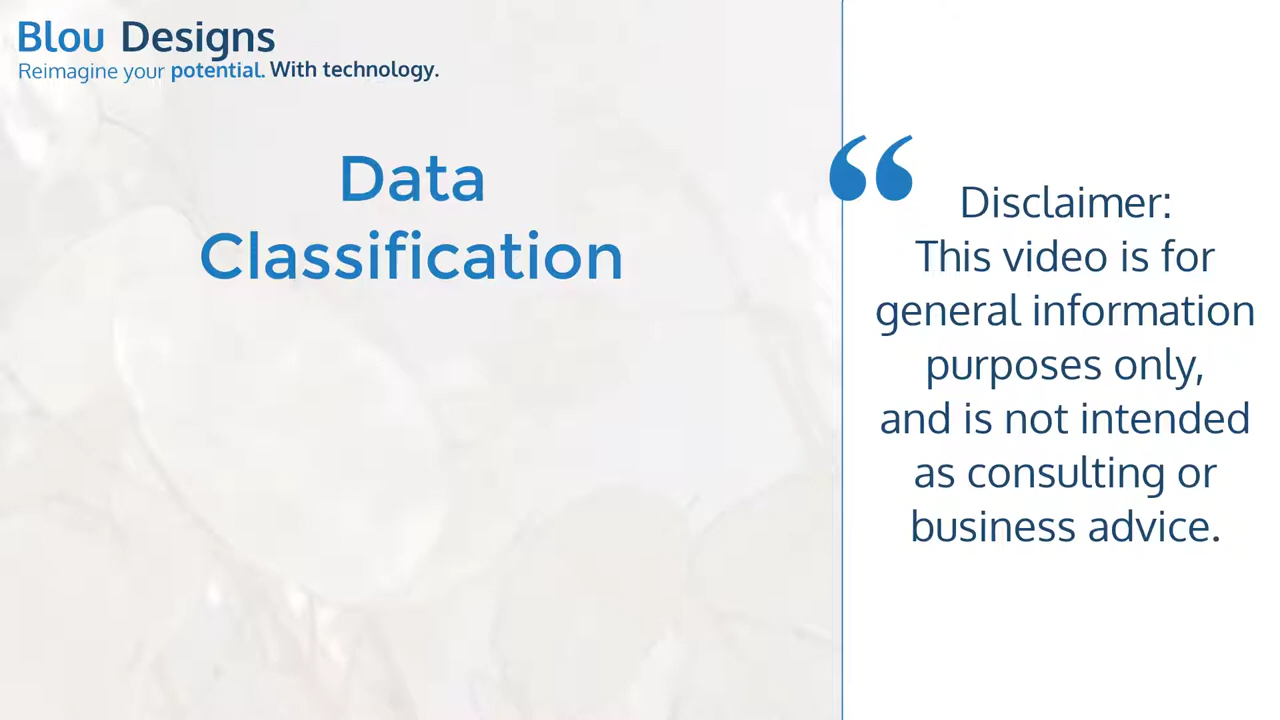 Blou Designs
Reimagine your potential. With technology.
Data
Classification
“
Disclaimer:
This video is for
general information
purposes only,
and is not intended
as consulting or
business advice.